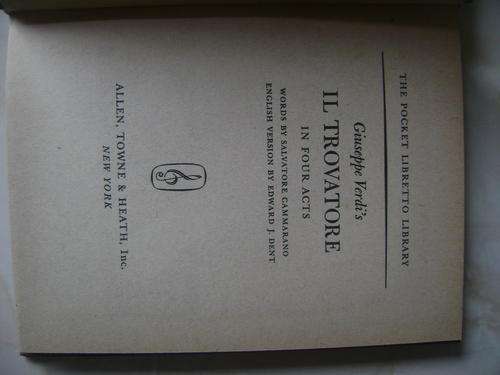 THE POCKET LIBRETTO LIBRARY
Giuseppe Verdi's
IL TROVATORE
IN FOUR ACTS
WORDS BY SALVATORE CAMMARANO
ENGLISH VERSION BY EDWARD J. DENT
ALLEN, TOWNE & HEATH, Inc.
NEW YORK